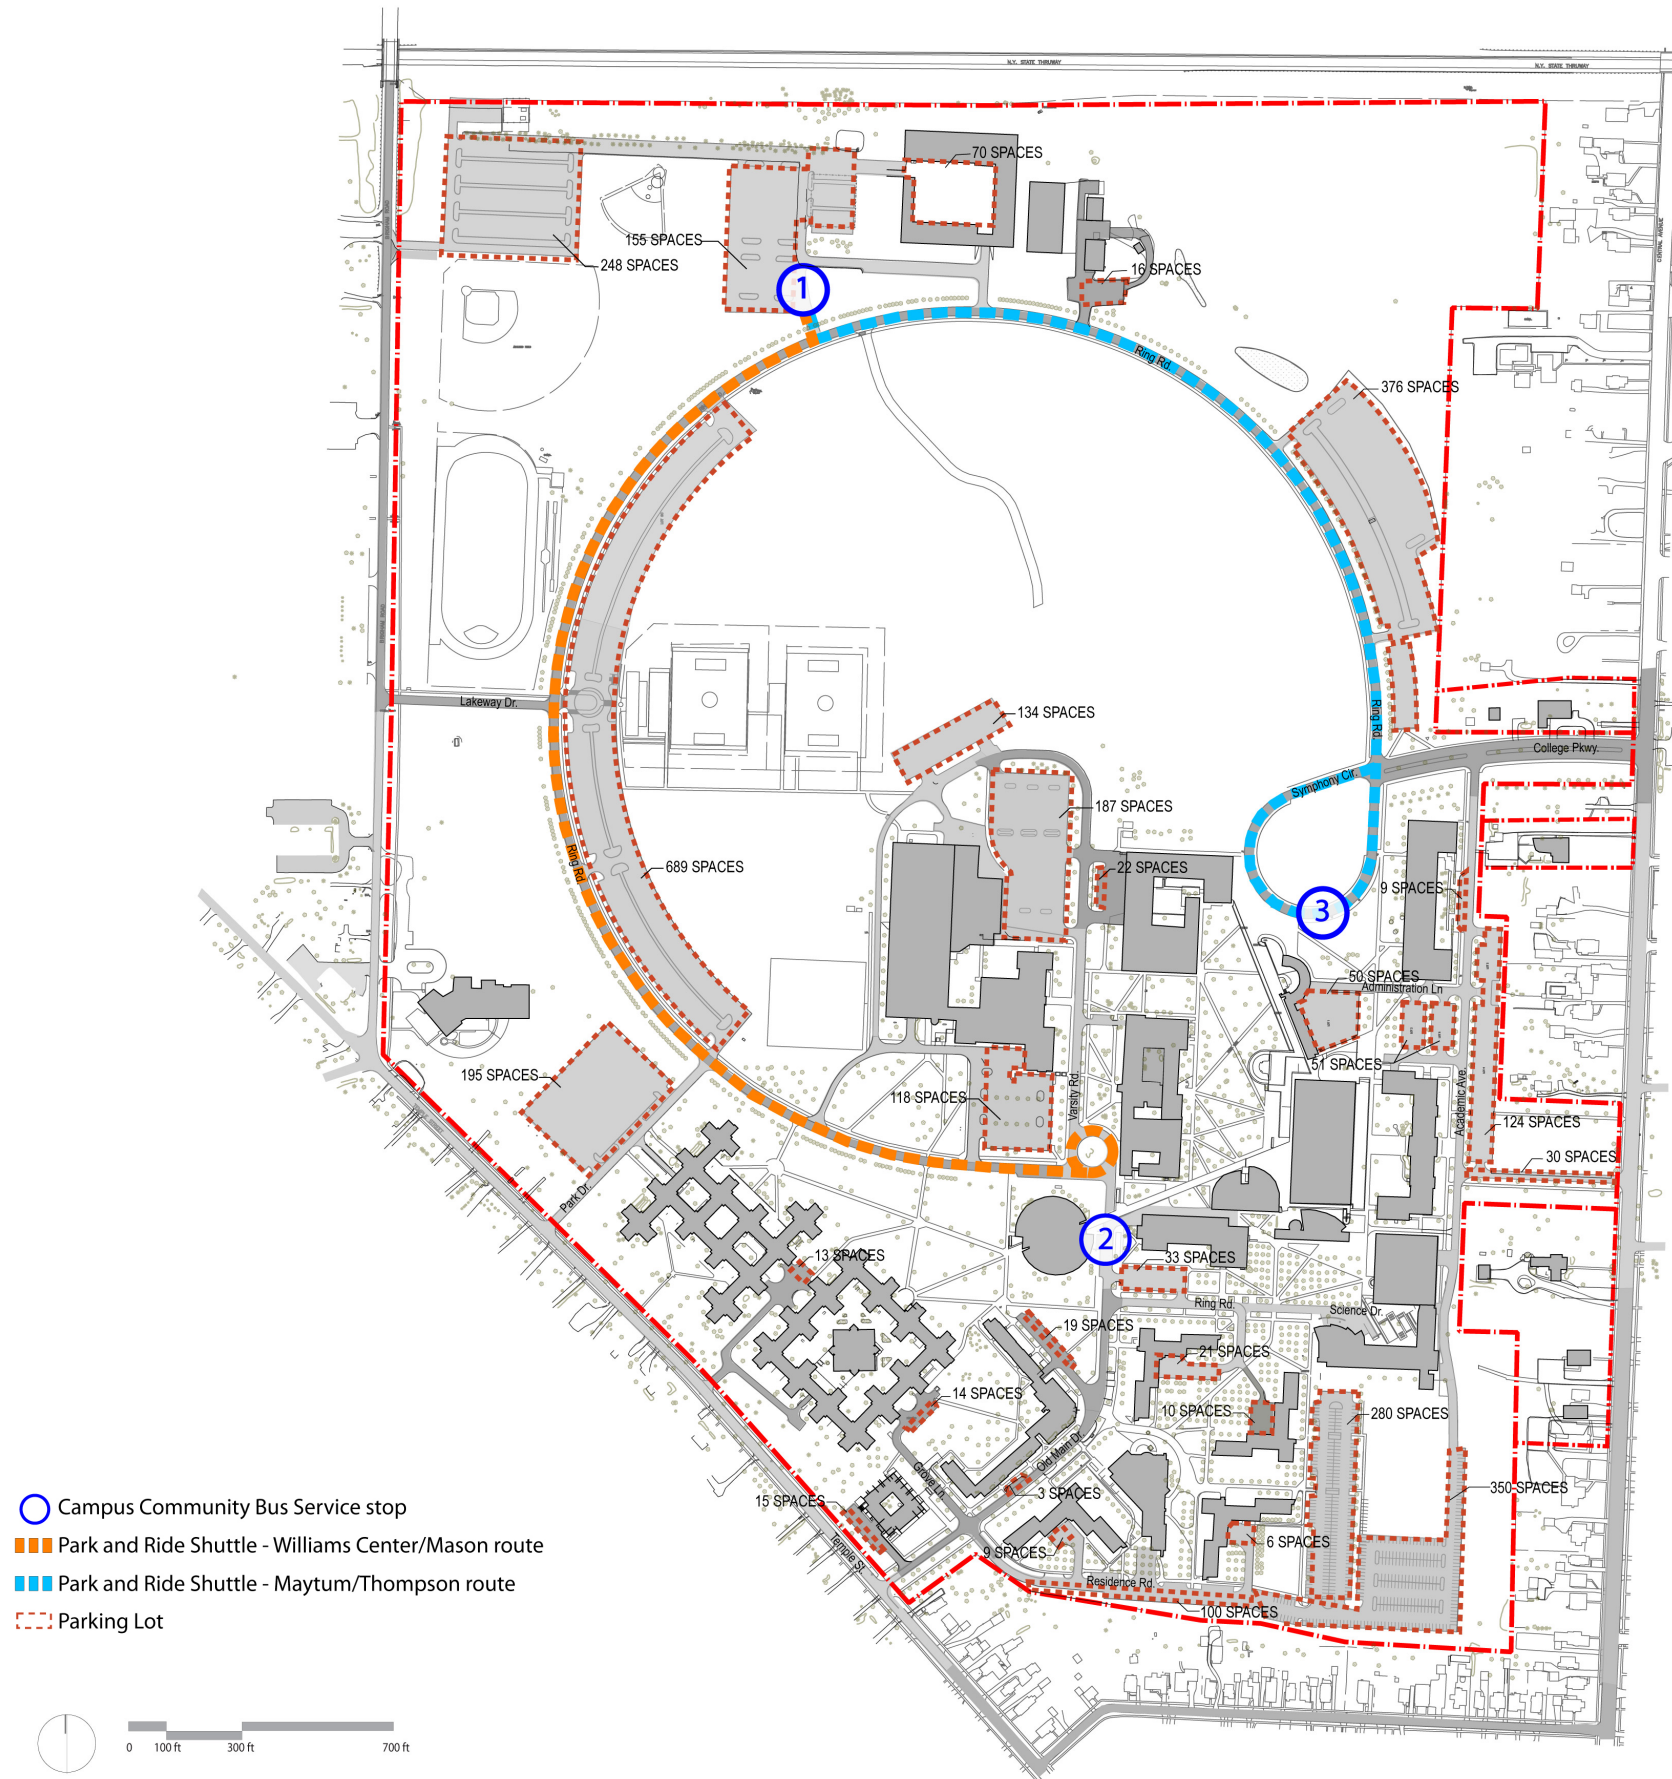 N.Y. STATE THRUWAY
N.Y. STATE THRUWAY
70 SPACES
155 SPACES
248 SPACES
16 SPACES
1
CENTRAL AVENUE
Ring Rd.
376 SPACES
Lakeway Dr.
134 SPACES
Ring Rd.
College Pkwy.
Symphony Cir.
187 SPACES
689 SPACES
Ring Rd.
22 SPACES
9 SPACES
3
50 SPACES
Administration Ln
51 SPACES
195 SPACES
118 SPACES
Varsity Rd.
Academic Ave.
124 SPACES
30 SPACES
Park Dr.
2
13 SPACES
33 SPACES
Ring Rd.
Science Dr.
19 SPACES
21 SPACES
14 SPACES
10 SPACES
280 SPACES
Old Main Dr.
Grove Ln.
350 SPACES
3 SPACES
15 SPACES
Temple St.
9 SPACES
6 SPACES
Residence Rd.
100 SPACES
Campus Community Bus Service stop
Park and Ride Shuttle - Williams Center/Mason route
Park and Ride Shuttle - Maytum/Thompson route
Parking Lot
0 100 ft 300 ft 700 ft